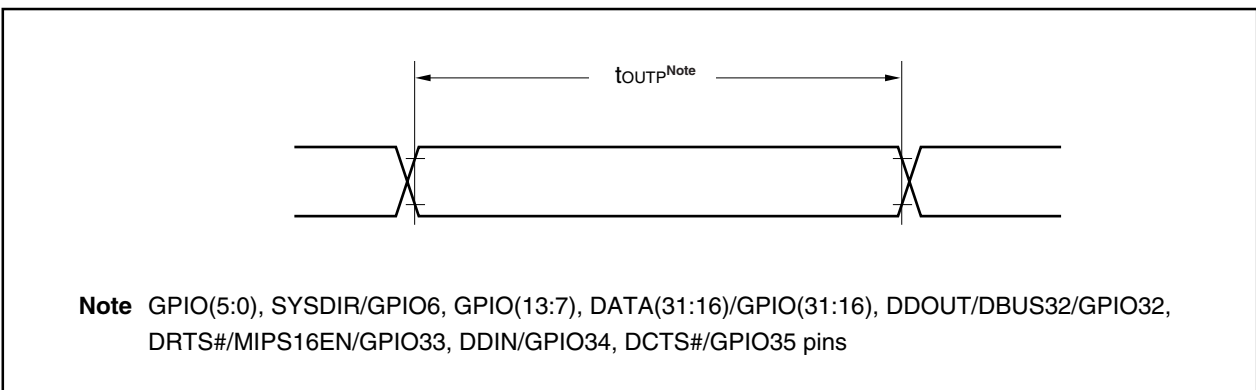 tOUTPNote
Note GPIO(5:0), SYSDIR/GPIO6, GPIO(13:7), DATA(31:16)/GPIO(31:16), DDOUT/DBUS32/GPIO32,
DRTS#/MIPS16EN/GPIO33, DDIN/GPIO34, DCTS#/GPIO35 pins